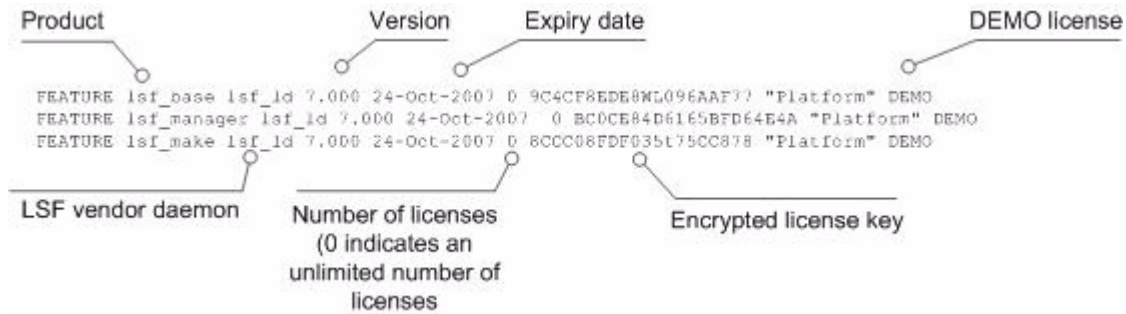 Product Version Expiry date DEMO license
FEATURE lsf_base lsf_ld 7.000 24-Oct-2007 0 9C4CF8EDE8WL096AAF77 "Platform" DEMO
FEATURE lsf_manager lsf_ld 7.000 24-Oct-2007 0 BC0CE84D6165BFD64E4A "Platform" DEMO
FEATURE lsf_make lsf_ld 7.000 24-Oct-2007 0 8CCC08FDF035t75CC878 "Platform" DEMO
LSF vendor daemon
Number of licenses
(0 indicates an
unlimited number of
licenses
Encrypted license key